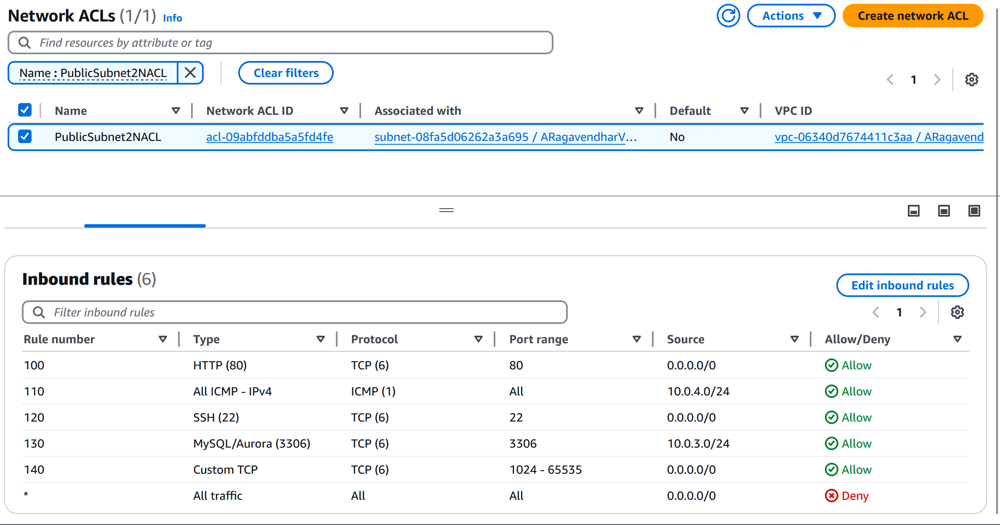 Network ACLs (1/1) Info
Actions
Create network ACL
Find resources by attribute or tag
Name : PublicSubnet2NACL
Clear filters
1
Name Network ACL ID Associated with Default VPC ID
PublicSubnet2NACL acl-09abfddba5a5fd4fe subnet-08fa5d06262a3a695 / ARagavendharV... No vpc-06340d7674411c3aa / ARagavend
Inbound rules (6)
Edit inbound rules
Filter inbound rules
1
Rule number Type Protocol Port range Source Allow/Deny
100 HTTP (80) TCP (6) 80 0.0.0.0/0 Allow
110 All ICMP - IPv4 ICMP (1) All 10.0.4.0/24 Allow
120 SSH (22) TCP (6) 22 0.0.0.0/0 Allow
130 MySQL/Aurora (3306) TCP (6) 3306 10.0.3.0/24 Allow
140 Custom TCP TCP (6) 1024 - 65535 0.0.0.0/0 Allow
* All traffic All All 0.0.0.0/0 Deny